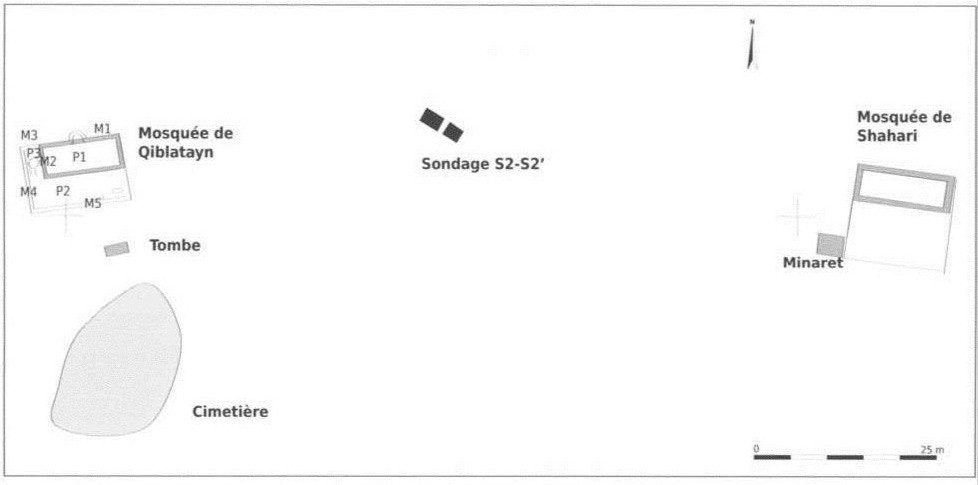 N
Mosquée de
Shahari
M3
M1
Mosquée de
Qiblatayn
P3
M2
P1
Sondage S2-S2’
M4
P2
M5
Tombe
Minaret
Cimetière
0
25 m